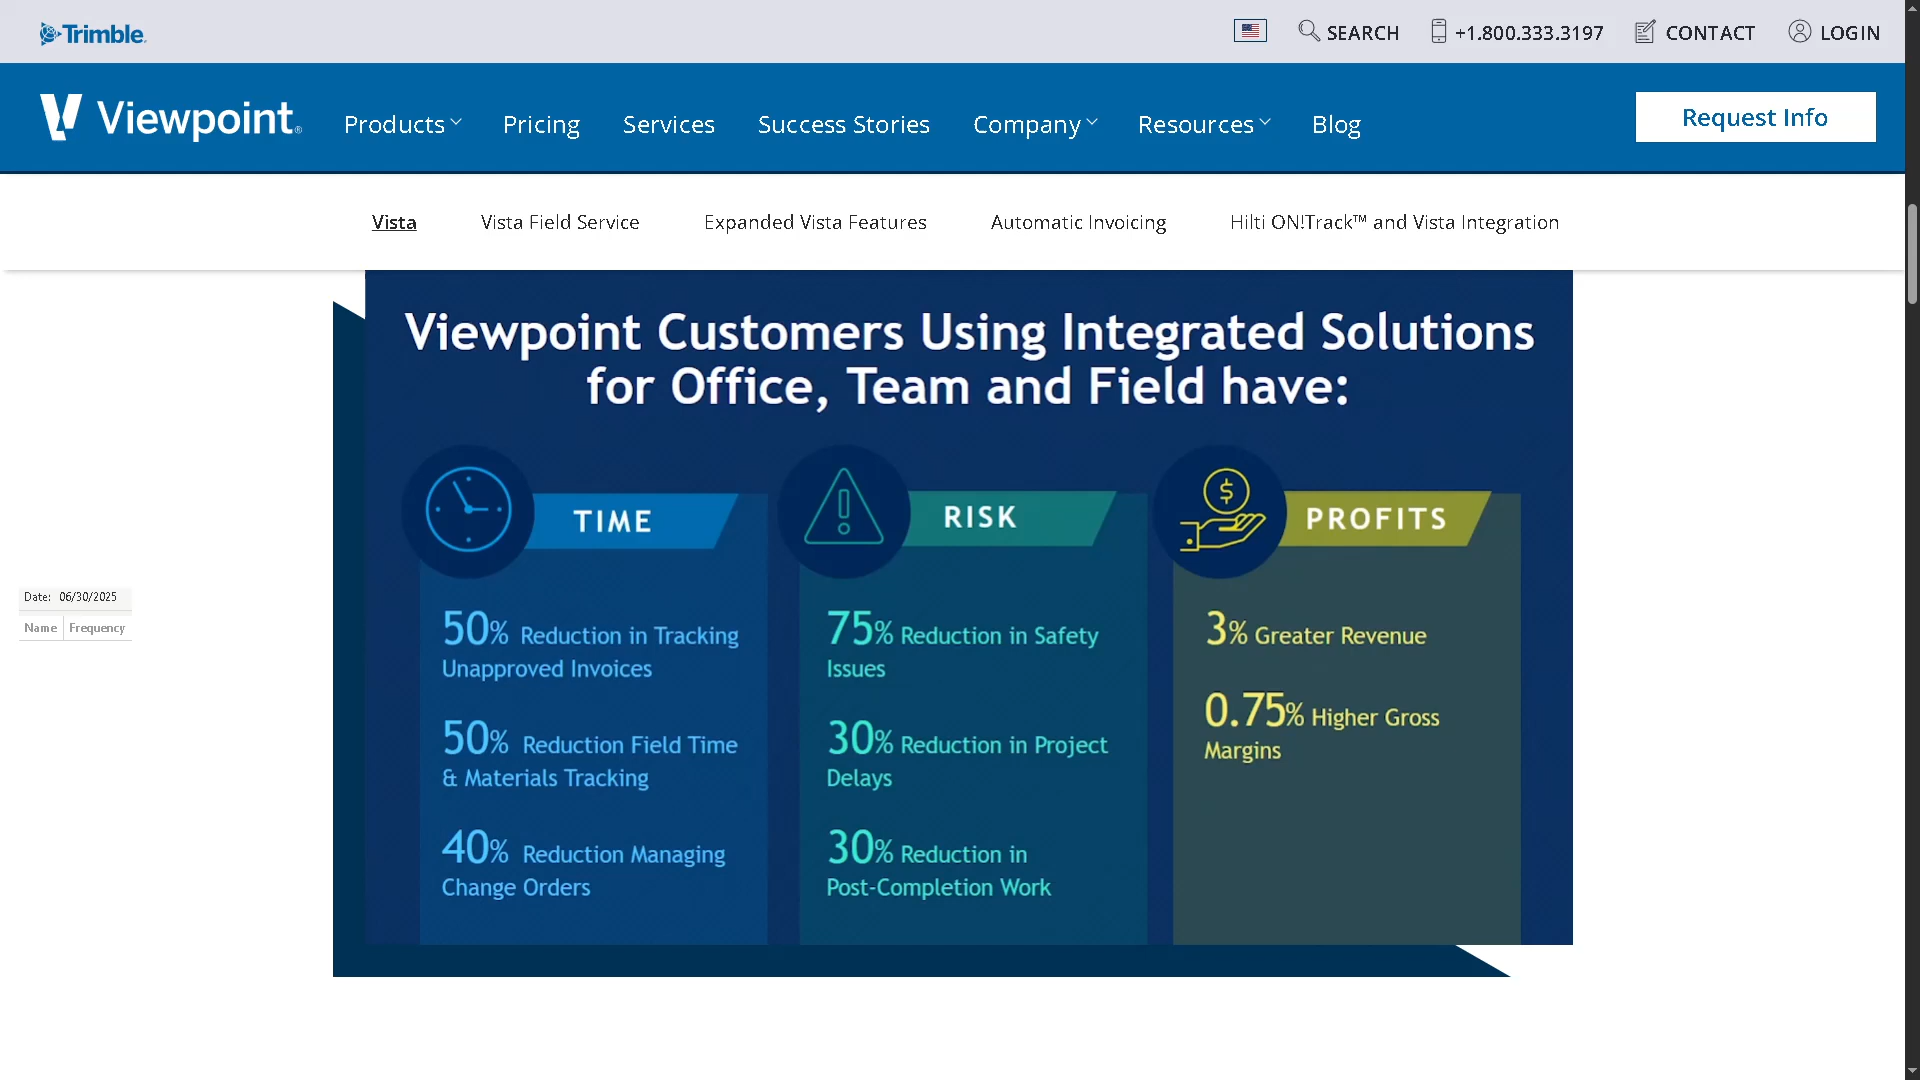 Trimble.
SEARCH
+1.800.333.3197
CONTACT
LOGIN
Viewpoint®
Products
Pricing
Services
Success Stories
Company
Resources
Blog
Request Info
Vista
Vista Field Service
Expanded Vista Features
Automatic Invoicing
Hilti ON!Track™ and Vista Integration
Viewpoint Customers Using Integrated Solutions
for Office, Team and Field have:
TIME
50% Reduction in Tracking
Unapproved Invoices
50% Reduction Field Time
& Materials Tracking
40% Reduction Managing
Change Orders
RISK
75% Reduction in Safety
Issues
30% Reduction in Project
Delays
30% Reduction in
Post-Completion Work
PROFITS
$
3% Greater Revenue
0.75% Higher Gross
Margins
Date: 06/30/2025
Name Frequency